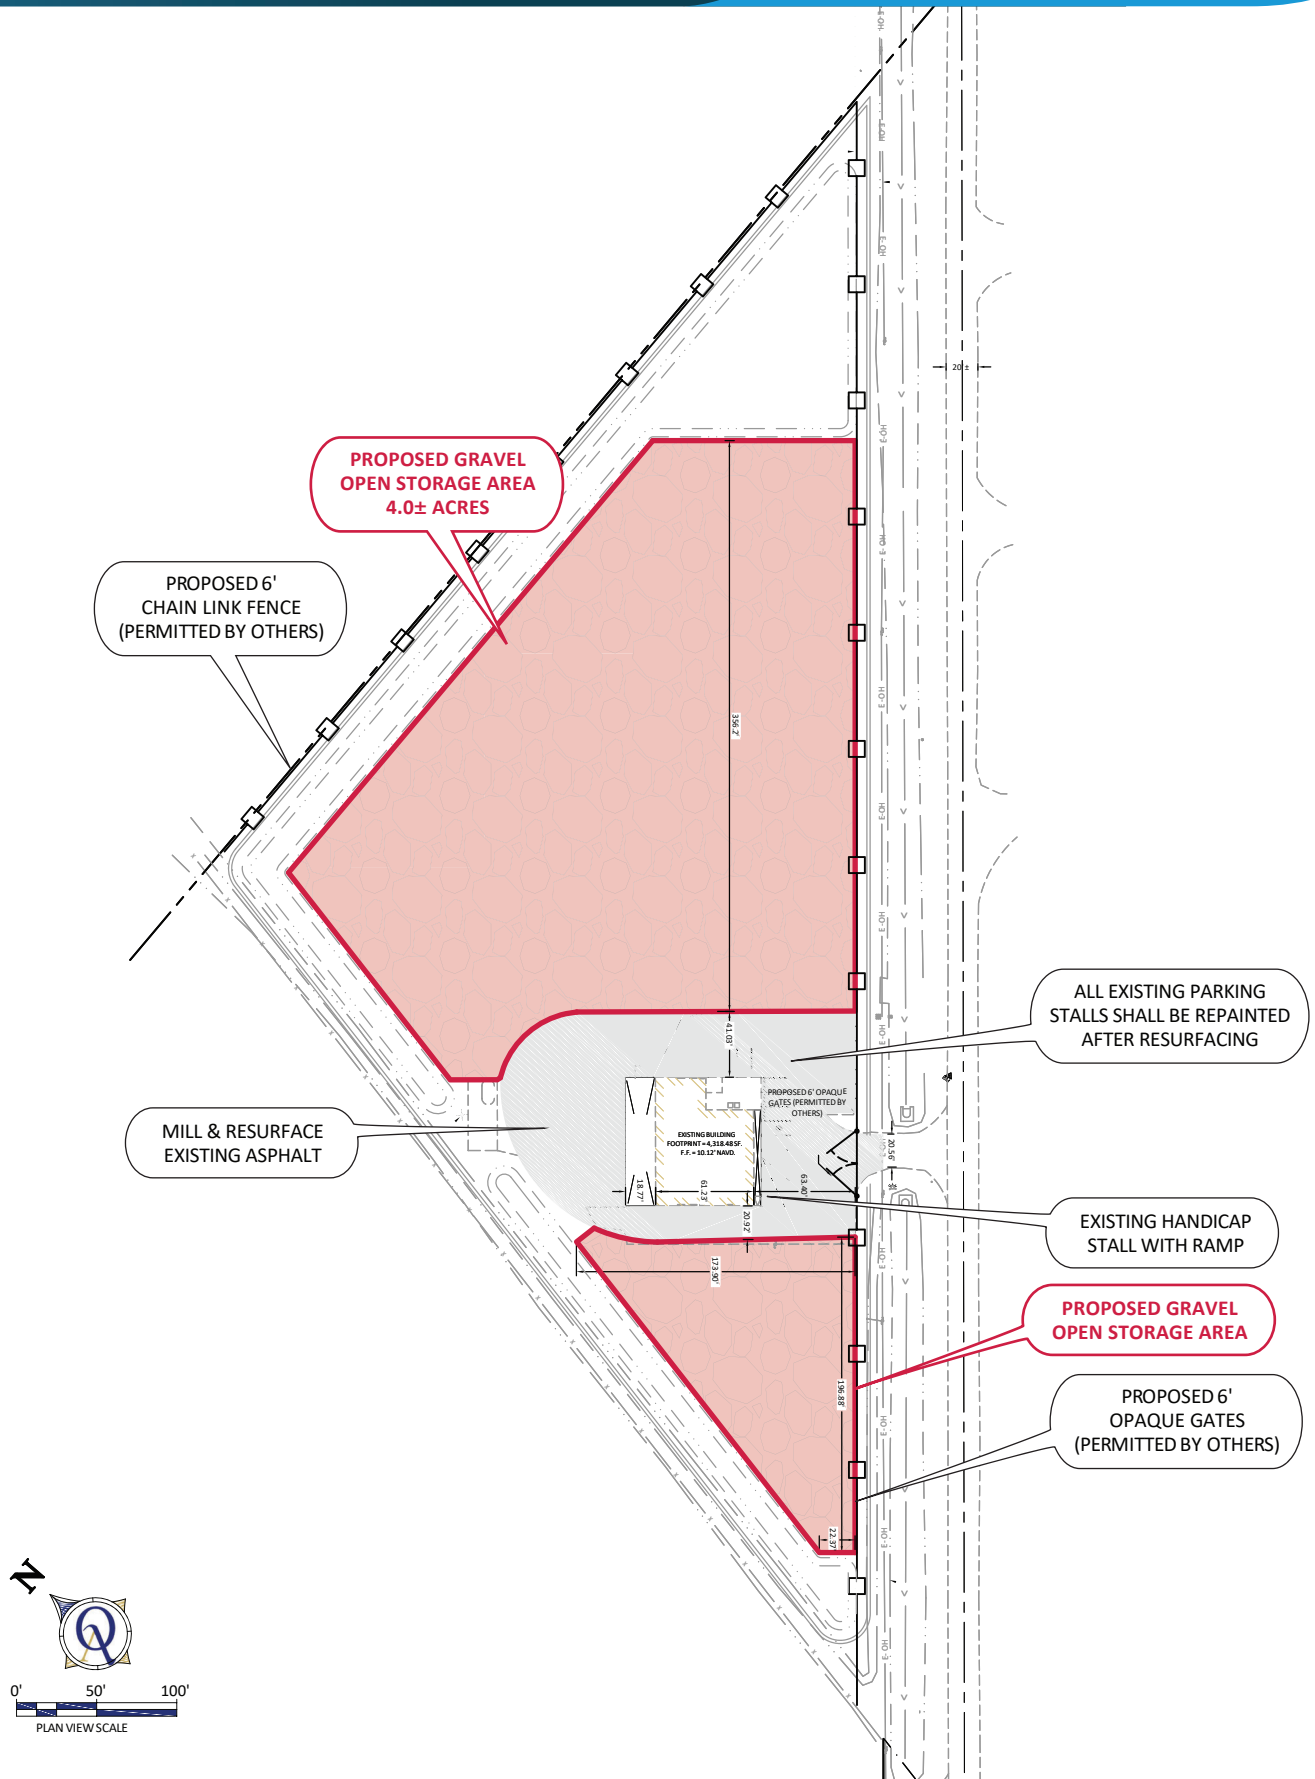 PROPOSED GRAVEL
OPEN STORAGE AREA
4.0± ACRES
PROPOSED 6'
CHAIN LINK FENCE
(PERMITTED BY OTHERS)
20'±
356.2'
41.03'
ALL EXISTING PARKING
STALLS SHALL BE REPAINTED
AFTER RESURFACING
PROPOSED 6' OPAQUE
GATES (PERMITTED BY
OTHERS)
MILL & RESURFACE
EXISTING ASPHALT
EXISTING BUILDING
FOOTPRINT = 4,318.48 SF.
F.F. = 10.12' NAVD.
20.56'
18.77'
61.23'
63.40'
20.92'
EXISTING HANDICAP
STALL WITH RAMP
173.90'
PROPOSED GRAVEL
OPEN STORAGE AREA
196.88'
PROPOSED 6'
OPAQUE GATES
(PERMITTED BY OTHERS)
22.37'
N
0' 50' 100'
PLAN VIEW SCALE